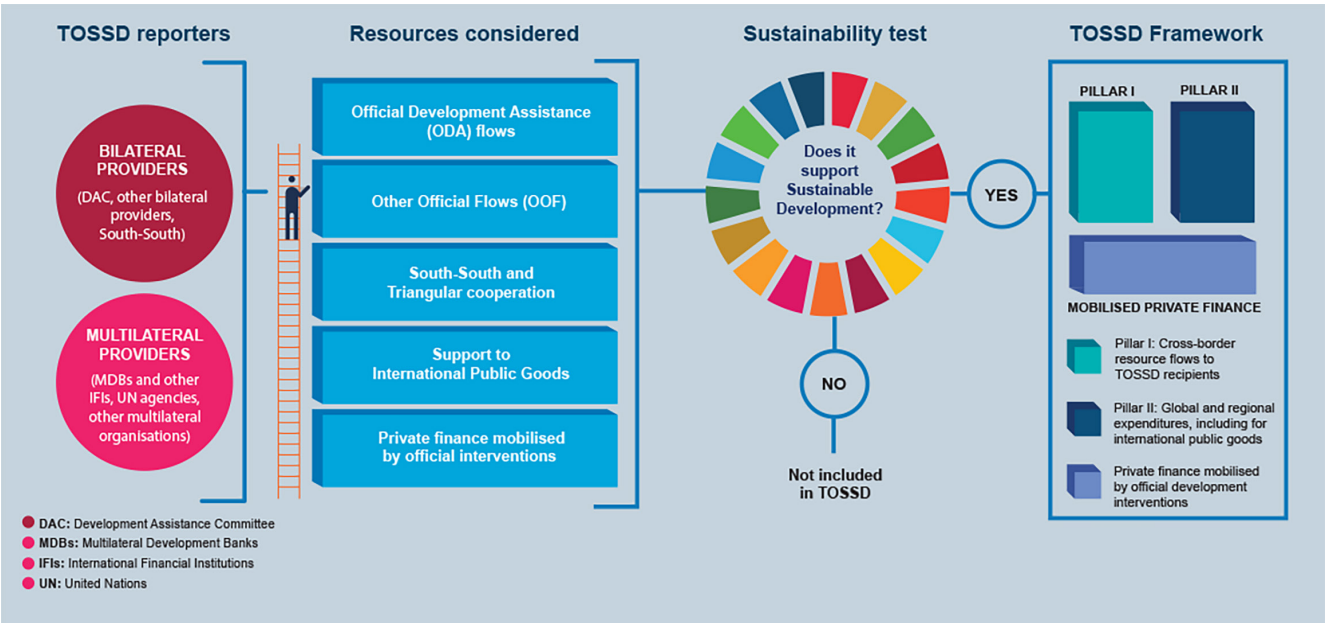 TOSSD reporters
BILATERAL
PROVIDERS
(DAC, other bilateral
providers,
South-South)
MULTILATERAL
PROVIDERS
(MDBs and other
IFIs, UN agencies,
other multilateral
organisations)
DAC: Development Assistance Committee
MDBs: Multilateral Development Banks
IFIs: International Financial Institutions
UN: United Nations
Resources considered
Official Development Assistance
(ODA) flows
Other Official Flows (OOF)
South-South and
Triangular cooperation
Support to
International Public Goods
Private finance mobilised
by official interventions
Sustainability test
Does it
support
Sustainable
Development?
YES
NO
Not included
in TOSSD
TOSSD Framework
PILLAR I
PILLAR II
MOBILISED PRIVATE FINANCE
Pillar I: Cross-border
resource flows to
TOSSD recipients
Pillar II: Global and regional
expenditures, including for
international public goods
Private finance mobilised
by official development
interventions